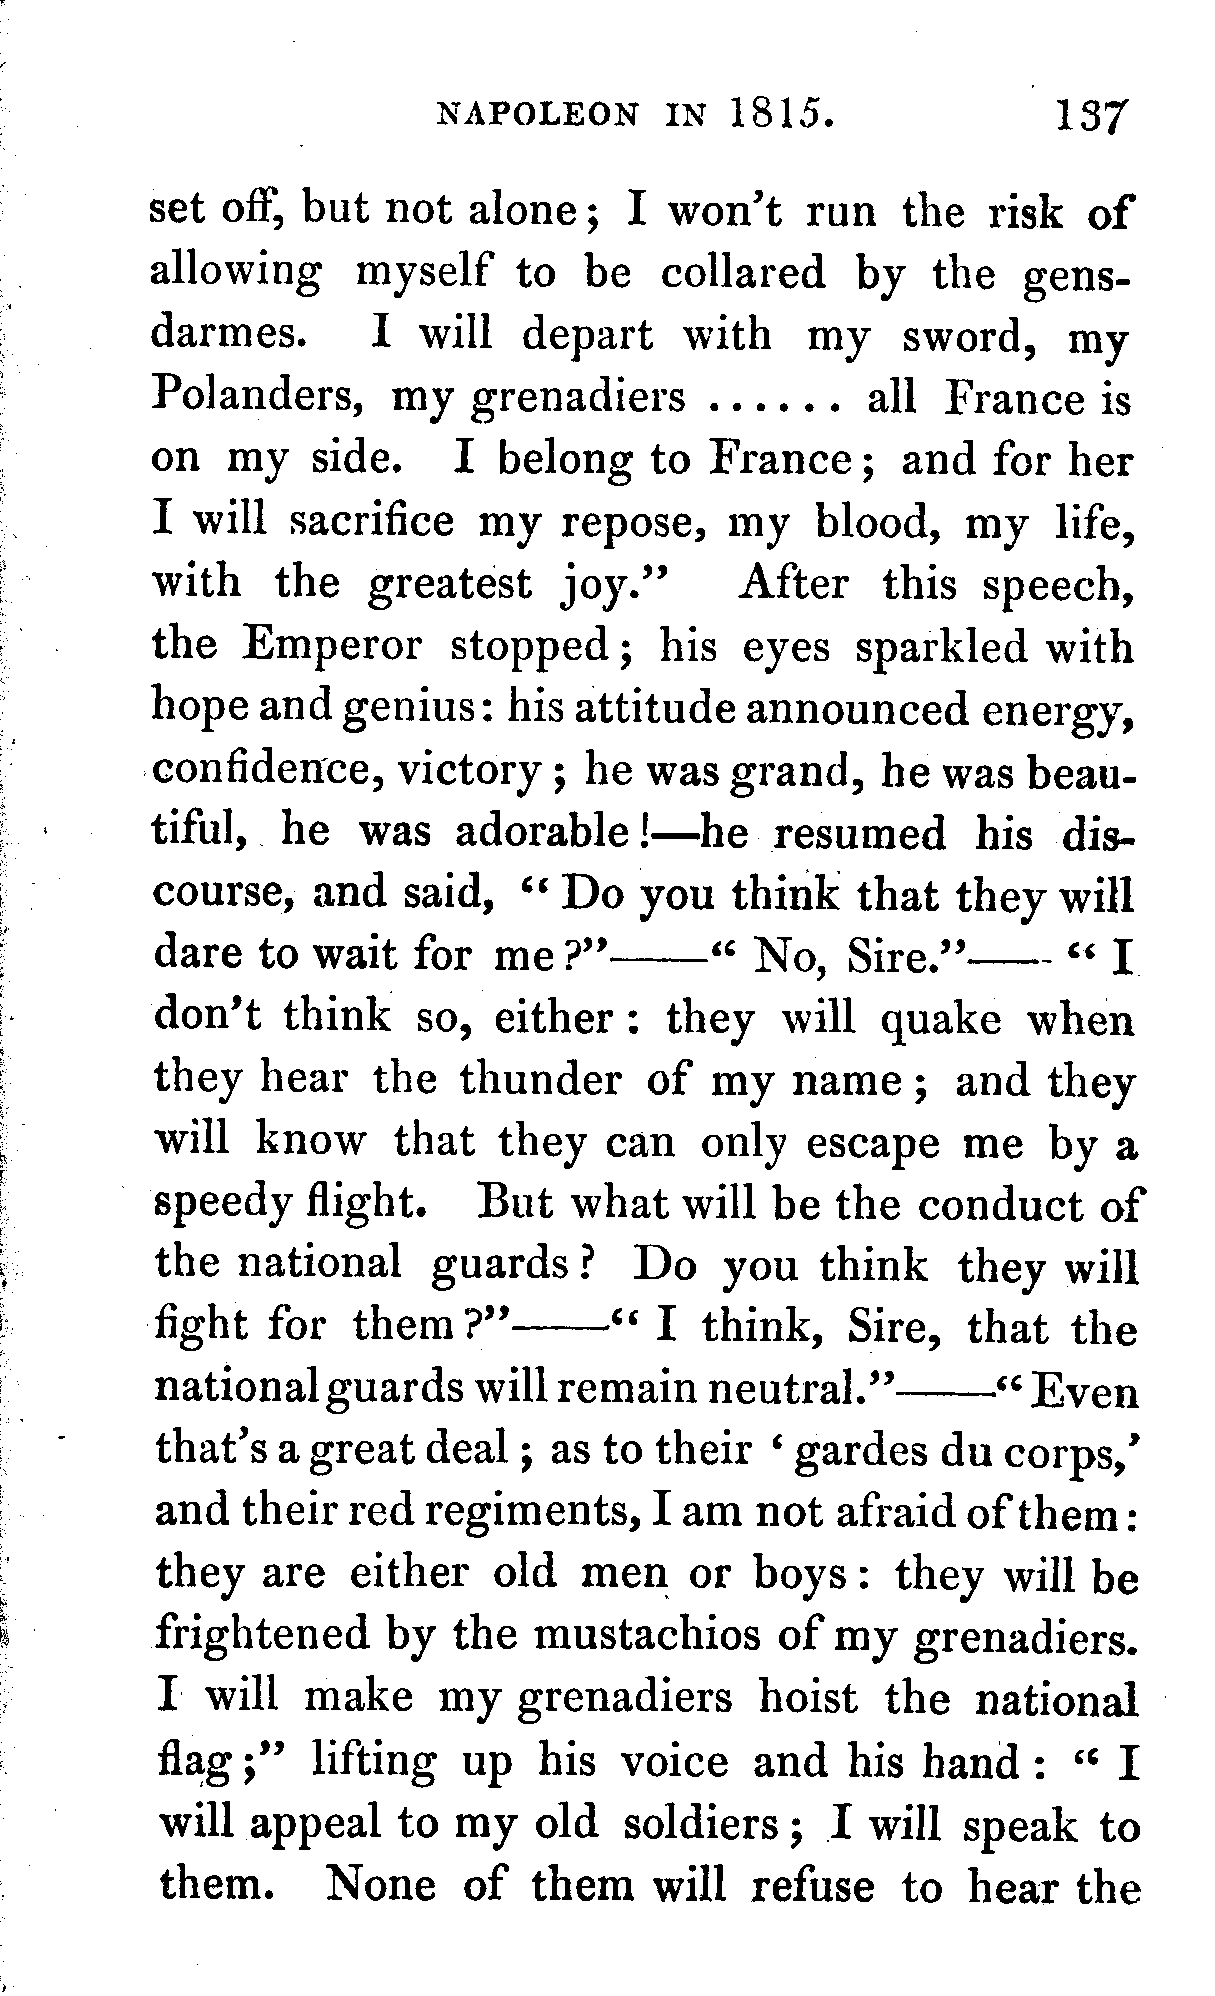 NAPOLEON IN 1815. 137
set off, but not alone; I won't run the risk of
allowing myself to be collared by the gens-
darmes. I will depart with my sword, my
Polanders, my grenadiers ...... all France is
on my side. I belong to France; and for her
I will sacrifice my repose, my blood, my life,
with the greatest joy." After this speech,
the Emperor stopped; his eyes sparkled with
hope and genius: his attitude announced energy,
confidence, victory; he was grand, he was beau-
tiful, he was adorable!—he resumed his dis-
course, and said, "Do you think that they will
dare to wait for me?"——"No, Sire."——"I
don't think so, either: they will quake when
they hear the thunder of my name; and they
will know that they can only escape me by a
speedy flight. But what will be the conduct of
the national guards? Do you think they will
fight for them?"——"I think, Sire, that the
national guards will remain neutral."——"Even
that's a great deal; as to their 'gardes du corps,'
and their red regiments, I am not afraid of them:
they are either old men or boys: they will be
frightened by the mustachios of my grenadiers.
I will make my grenadiers hoist the national
flag;" lifting up his voice and his hand: "I
will appeal to my old soldiers; I will speak to
them. None of them will refuse to hear the